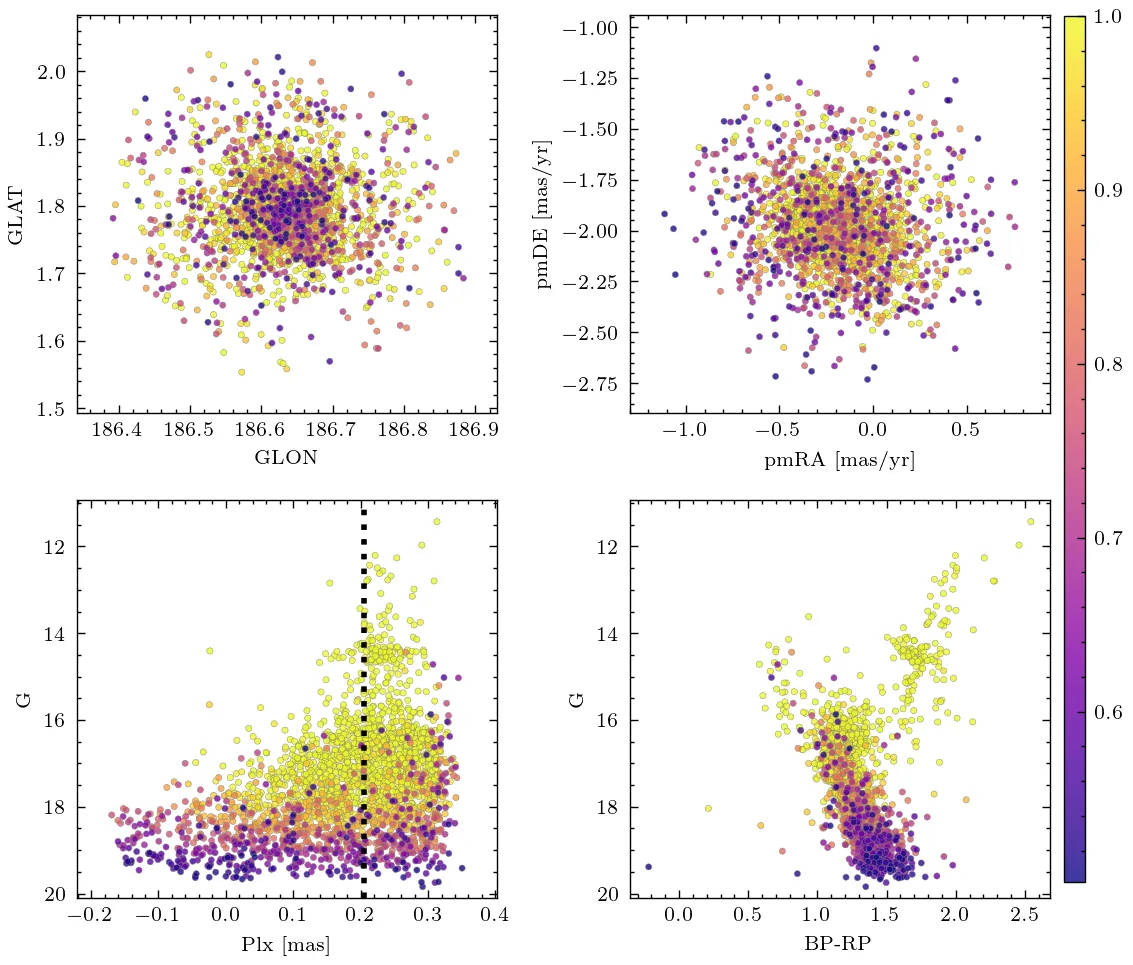 2.0
1.9
1.8
1.7
1.6
1.5
GLAT
186.4 186.5 186.6 186.7 186.8 186.9
GLON
−1.00
−1.25
−1.50
−1.75
−2.00
−2.25
−2.50
−2.75
pmDE [mas/yr]
−1.0 −0.5 0.0 0.5
pmRA [mas/yr]
1.0
0.9
0.8
0.7
0.6
12
14
16
18
20
G
−0.2 −0.1 0.0 0.1 0.2 0.3 0.4
Plx [mas]
12
14
16
18
20
G
0.0 0.5 1.0 1.5 2.0 2.5
BP-RP